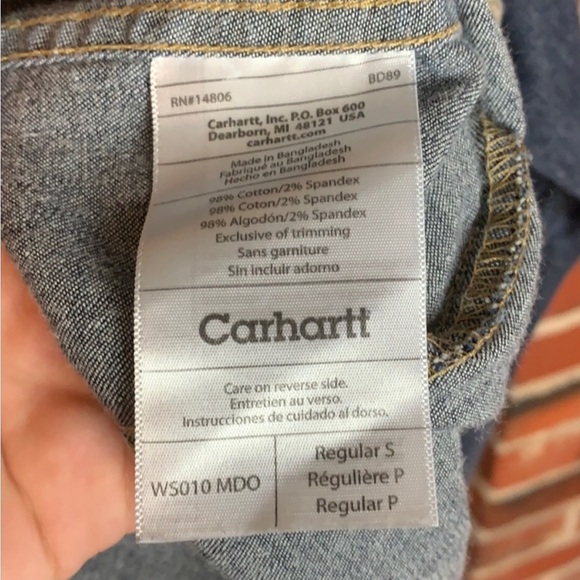 RN#14806 BD89
Carhartt, Inc. P.O. Box 600
Dearborn, MI 48121 USA
carhartt.com
Made in Bangladesh
Fabriqué au Bangladesh
Hecho en Bangladesh
98% Cotton/2% Spandex
98% Coton/2% Spandex
98% Algodón/2% Spandex
Exclusive of trimming
Sans garniture
Sin incluir adorno
Carhartt
Care on reverse side.
Entretien au verso.
Instrucciones de cuidado al dorso.
WS010 MDO
Regular S
Régulière P
Regular P